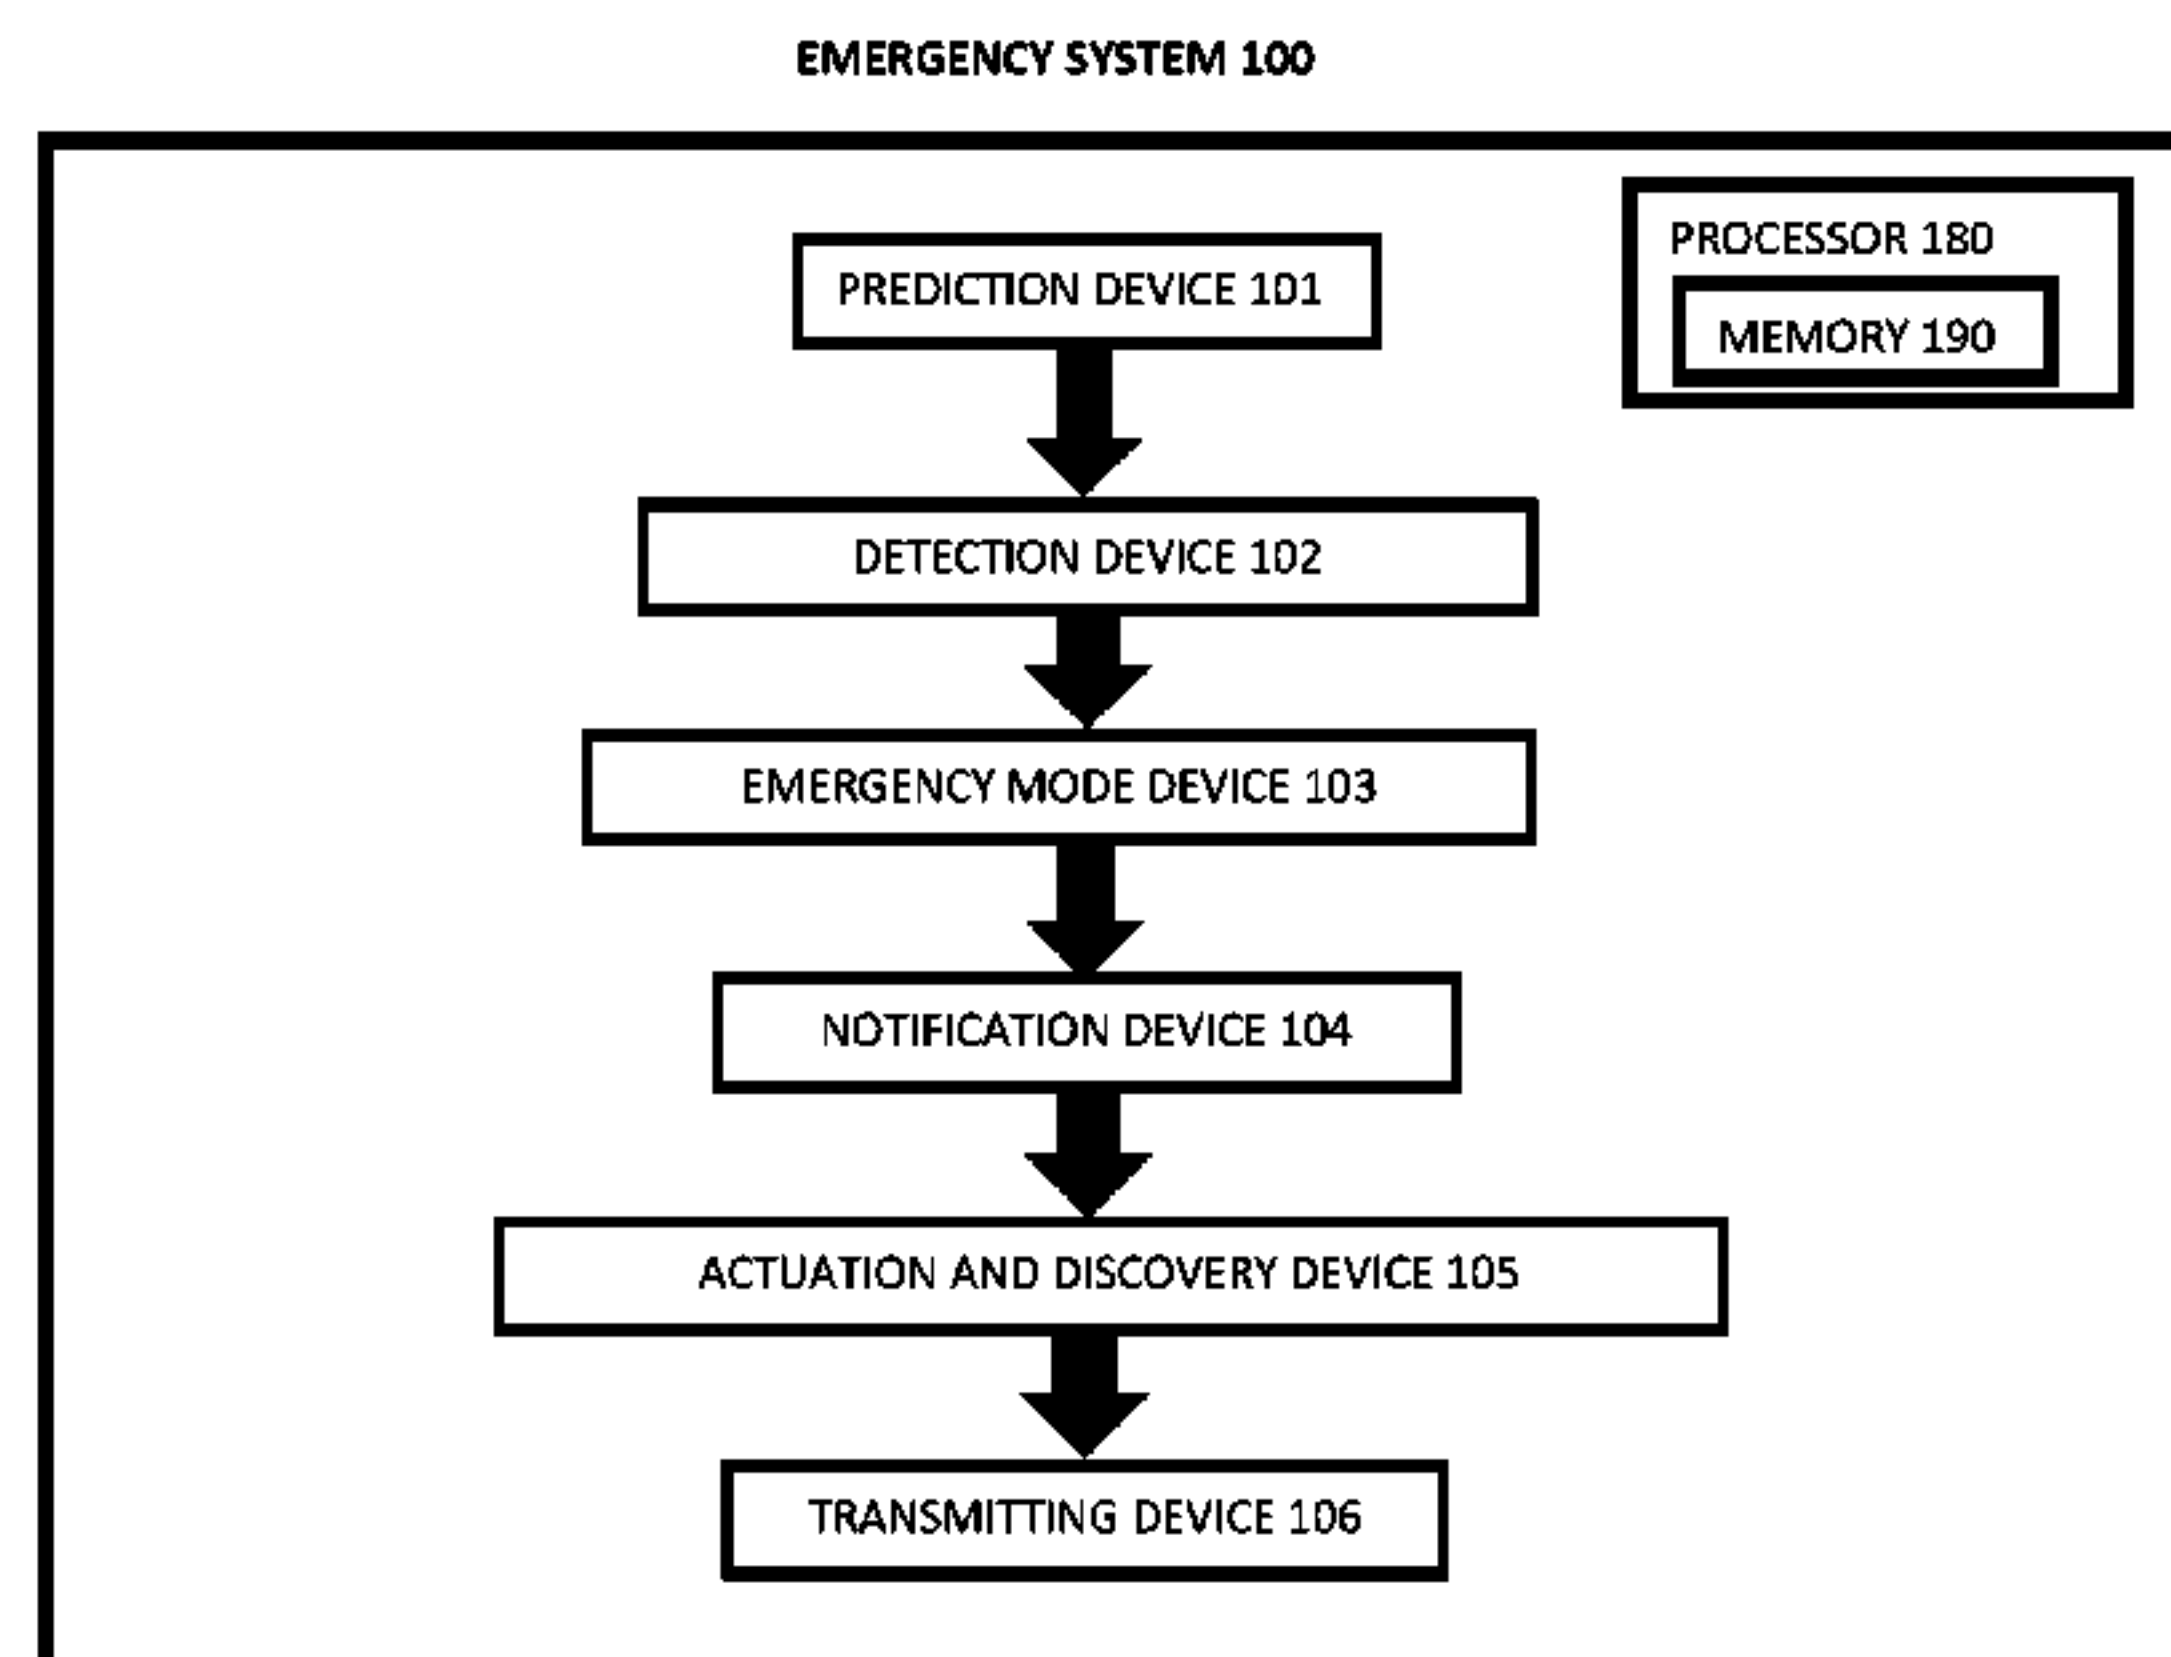 EMERGENCY SYSTEM 100
PROCESSOR 180
PREDICTION DEVICE 101
MEMORY 190
DETECTION DEVICE 102
EMERGENCY MODE DEVICE 103
NOTIFICATION DEVICE 104
ACTUATION AND DISCOVERY DEVICE 105
TRANSMITTING DEVICE 106